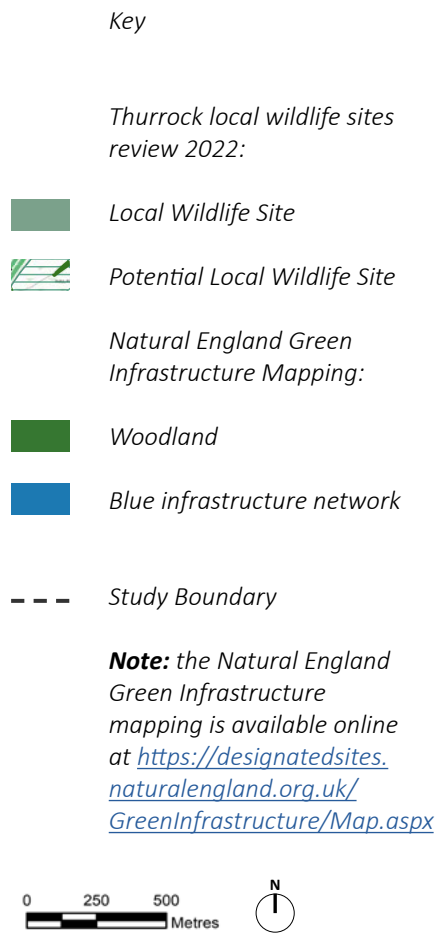 Key
Thurrock local wildlife sites
review 2022:
Local Wildlife Site
Potential Local Wildlife Site
Natural England Green
Infrastructure Mapping:
Woodland
Blue infrastructure network
Study Boundary
Note: the Natural England
Green Infrastructure
mapping is available online
at https://designatedsites.
naturalengland.org.uk/
GreenInfrastructure/Map.aspx
0 250 500
Metres
N